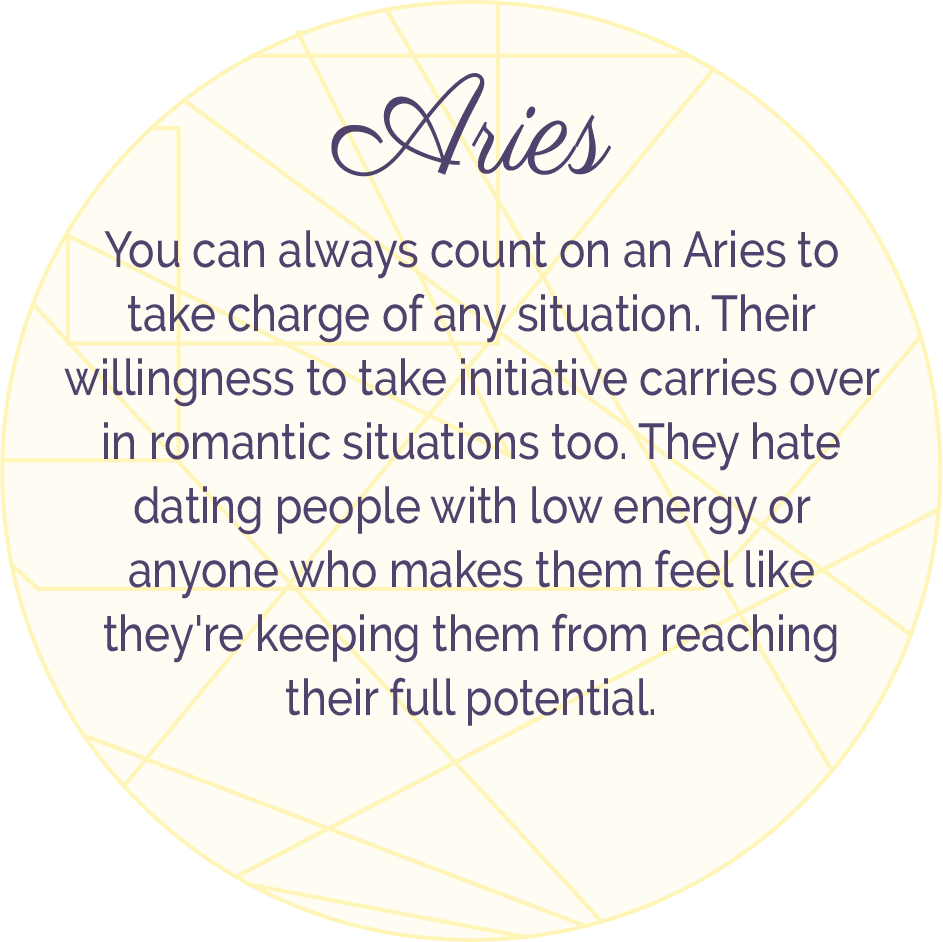 Aries
You can always count on an Aries to
take charge of any situation. Their
willingness to take initiative carries over
in romantic situations too. They hate
dating people with low energy or
anyone who makes them feel like
they're keeping them from reaching
their full potential.